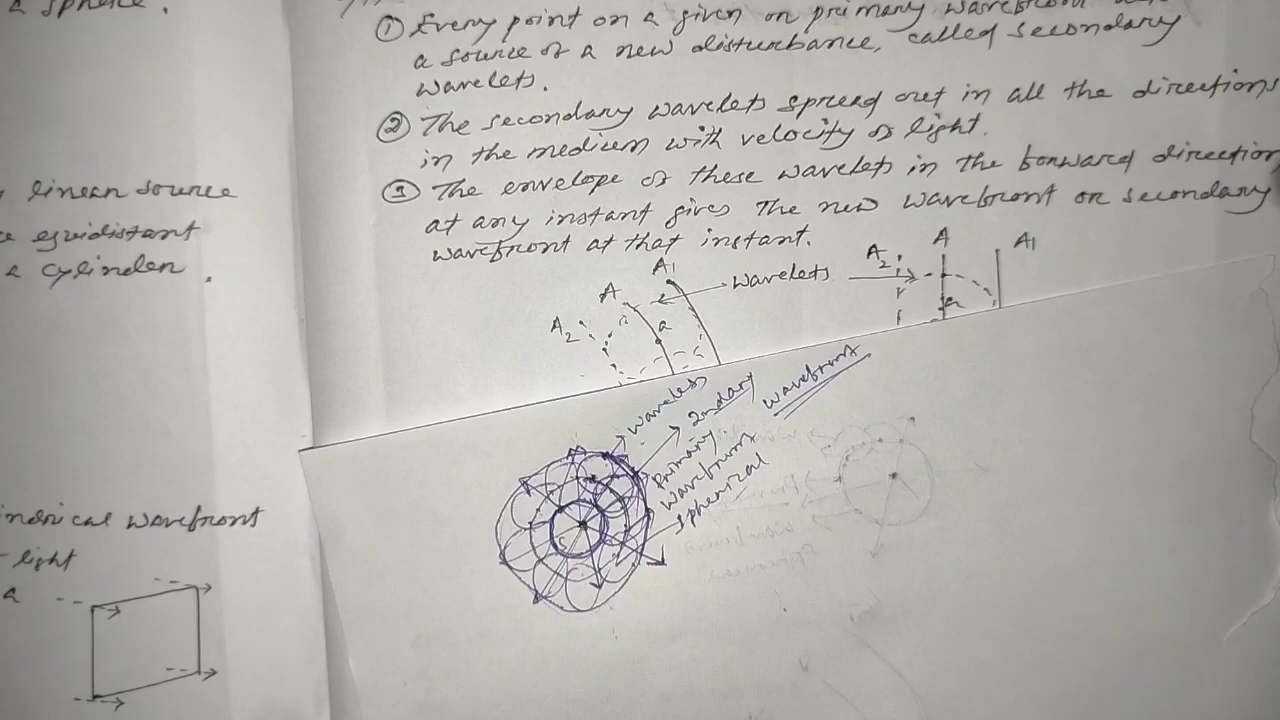 a sphere.
① Every point on a given on primary wavefront
a source of a new disturbance, called secondary
wavelets.
② The secondary wavelets spread out in all the directions
in the medium with velocity of light.
③ The envelope of these wavelets in the forward direction
at any instant gives the new wavefront or secondary
wavefront at that instant.
linear source
equidistant
a cylinder.
A₂ A A₁ a
wavelets
A₂ A A₁ a
wavelets
2ndary wavefront
Primary
wavefront
spherical
wavefront
light
a